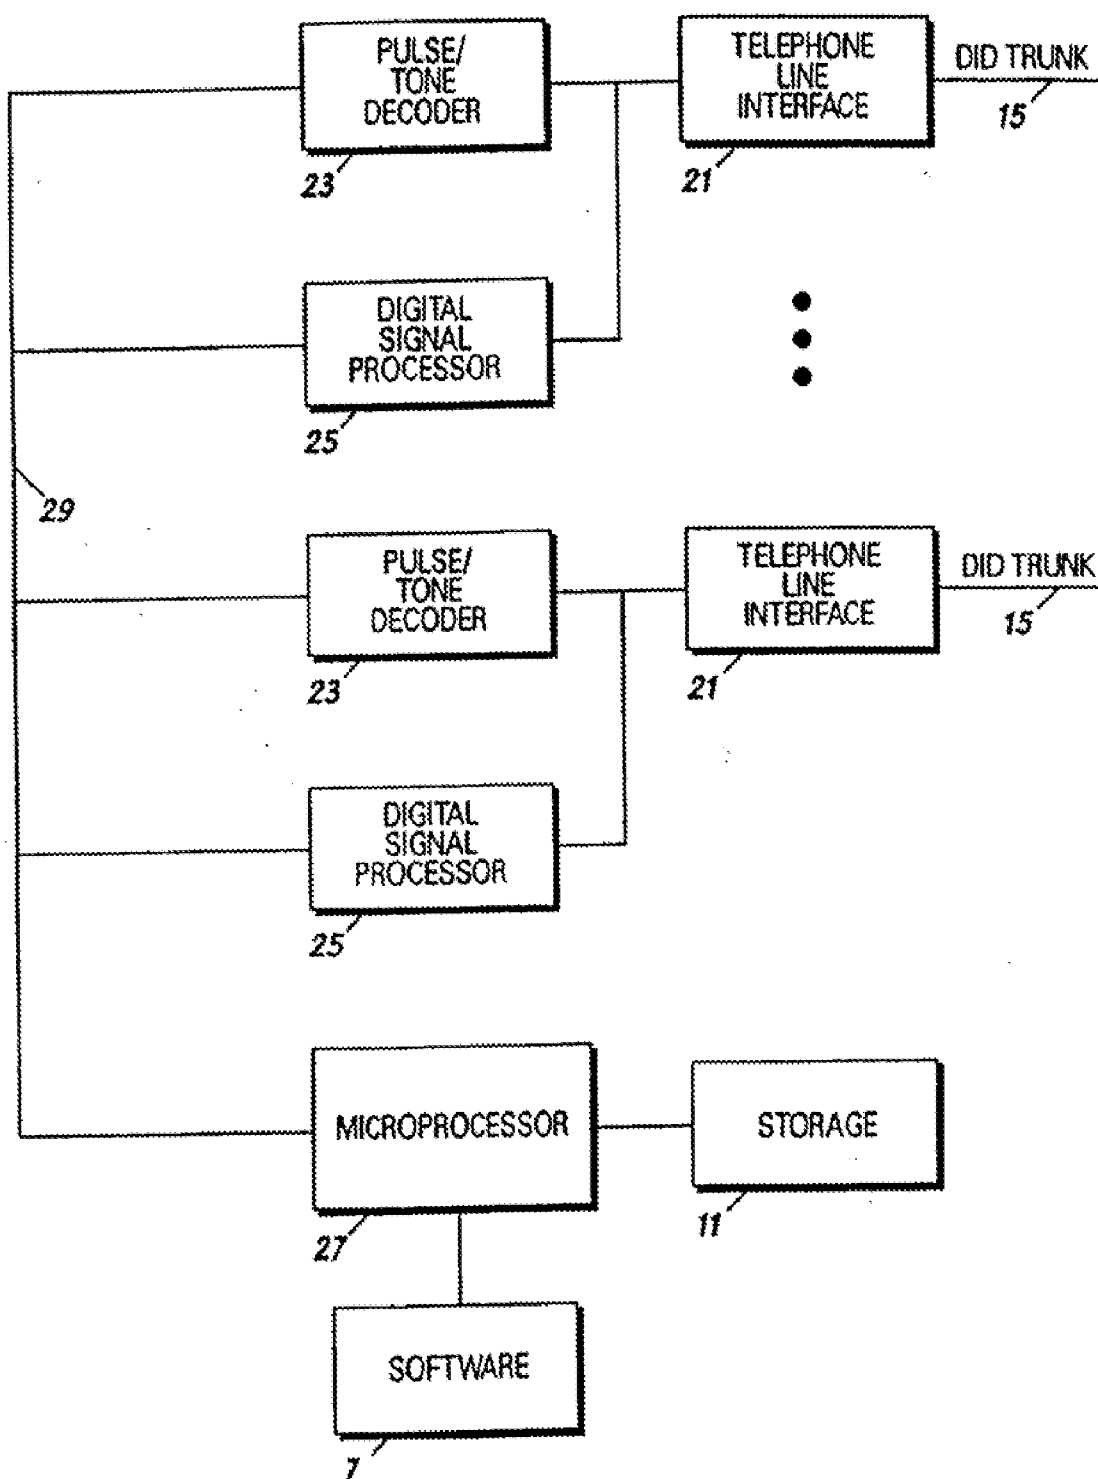 PULSE/
TONE
DECODER
23
TELEPHONE
LINE
INTERFACE
21
DID TRUNK
15
DIGITAL
SIGNAL
PROCESSOR
25
29
PULSE/
TONE
DECODER
23
TELEPHONE
LINE
INTERFACE
21
DID TRUNK
15
DIGITAL
SIGNAL
PROCESSOR
25
MICROPROCESSOR
27
STORAGE
11
SOFTWARE
7